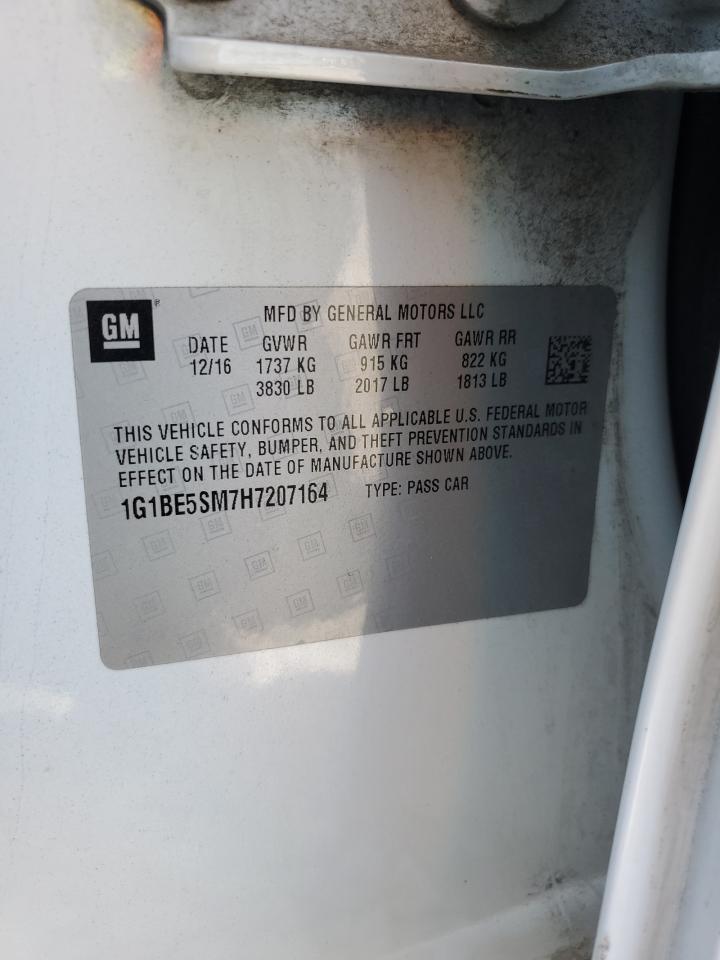 GM
MFD BY GENERAL MOTORS LLC
DATE GVWR GAWR FRT GAWR RR
12/16 1737 KG 915 KG 822 KG
3830 LB 2017 LB 1813 LB
THIS VEHICLE CONFORMS TO ALL APPLICABLE U.S. FEDERAL MOTOR
VEHICLE SAFETY, BUMPER, AND THEFT PREVENTION STANDARDS IN
EFFECT ON THE DATE OF MANUFACTURE SHOWN ABOVE.
1G1BE5SM7H7207164 TYPE: PASS CAR